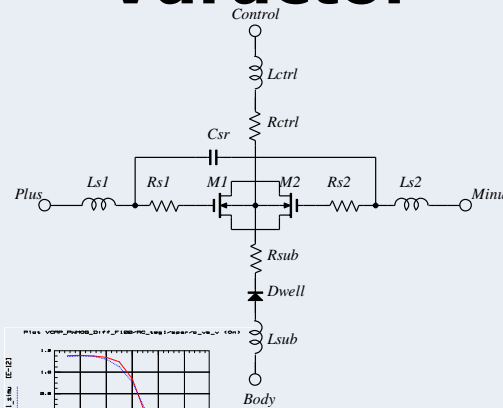 Varactor
Control
Lctrl
Rctrl
Csr
Ls1 Rs1 M1 M2 Rs2 Ls2
Plus
Minu
Rsub
Dwell
Lsub
Body